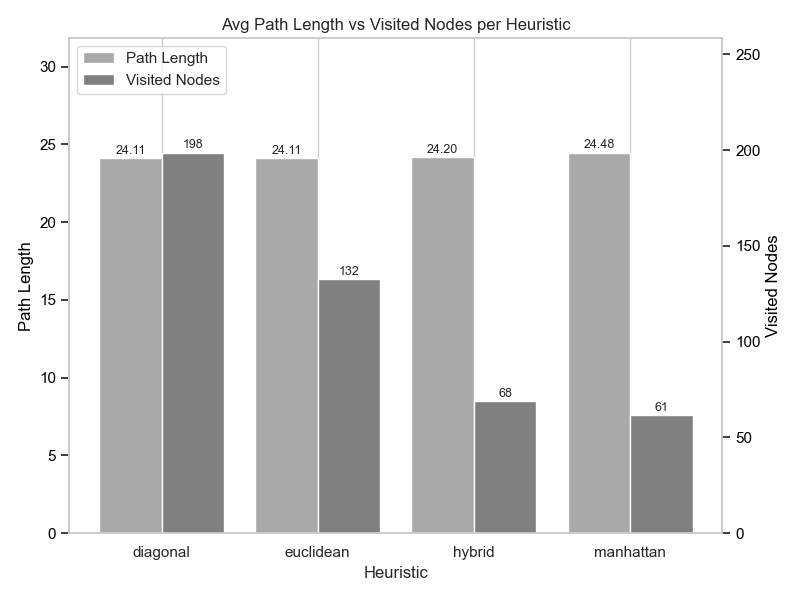 Avg Path Length vs Visited Nodes per Heuristic
Path Length
Visited Nodes
30
25
20
15
10
5
0
Path Length
250
200
150
100
50
0
Visited Nodes
24.11
198
24.11
132
24.20
68
24.48
61
diagonal
euclidean
hybrid
manhattan
Heuristic